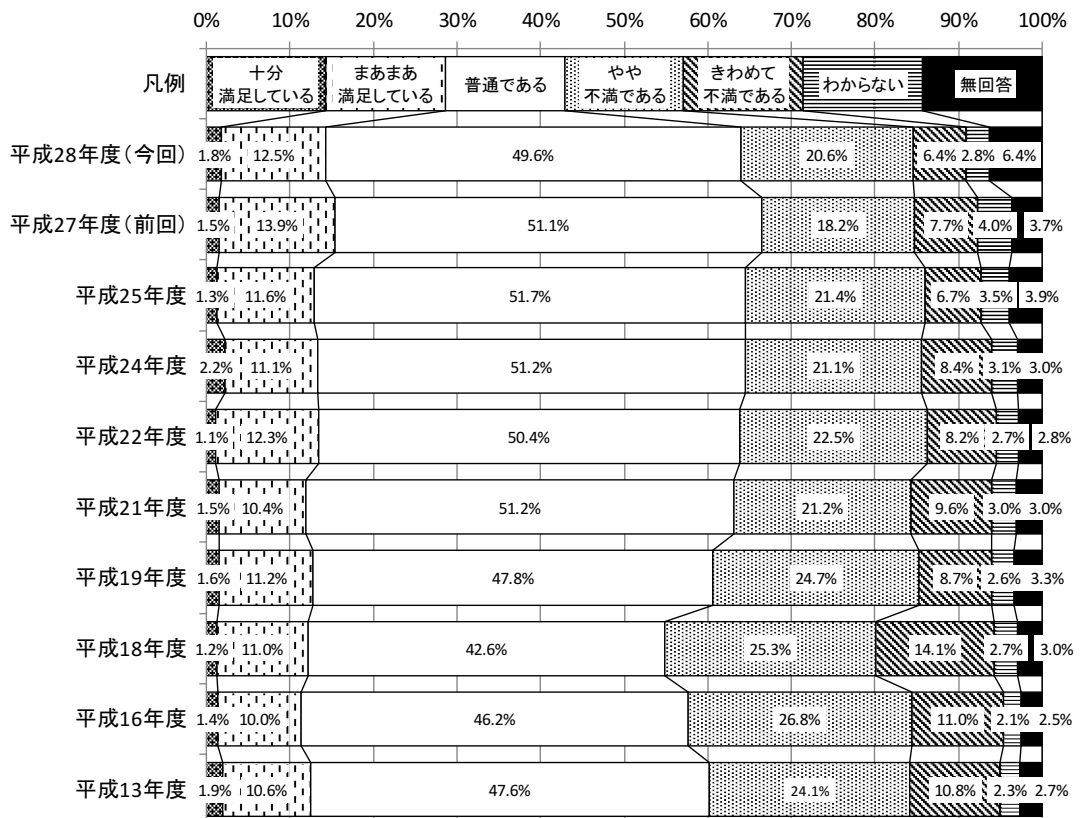 0% 10% 20% 30% 40% 50% 60% 70% 80% 90% 100%
凡例
十分
満足している
まあまあ
満足している
普通である
やや
不満である
きわめて
不満である
わからない
無回答
平成28年度(今回) 1.8% 12.5% 49.6% 20.6% 6.4% 2.8% 6.4%
平成27年度(前回) 1.5% 13.9% 51.1% 18.2% 7.7% 4.0% 3.7%
平成25年度 1.3% 11.6% 51.7% 21.4% 6.7% 3.5% 3.9%
平成24年度 2.2% 11.1% 51.2% 21.1% 8.4% 3.1% 3.0%
平成22年度 1.1% 12.3% 50.4% 22.5% 8.2% 2.7% 2.8%
平成21年度 1.5% 10.4% 51.2% 21.2% 9.6% 3.0% 3.0%
平成19年度 1.6% 11.2% 47.8% 24.7% 8.7% 2.6% 3.3%
平成18年度 1.2% 11.0% 42.6% 25.3% 14.1% 2.7% 3.0%
平成16年度 1.4% 10.0% 46.2% 26.8% 11.0% 2.1% 2.5%
平成13年度 1.9% 10.6% 47.6% 24.1% 10.8% 2.3% 2.7%